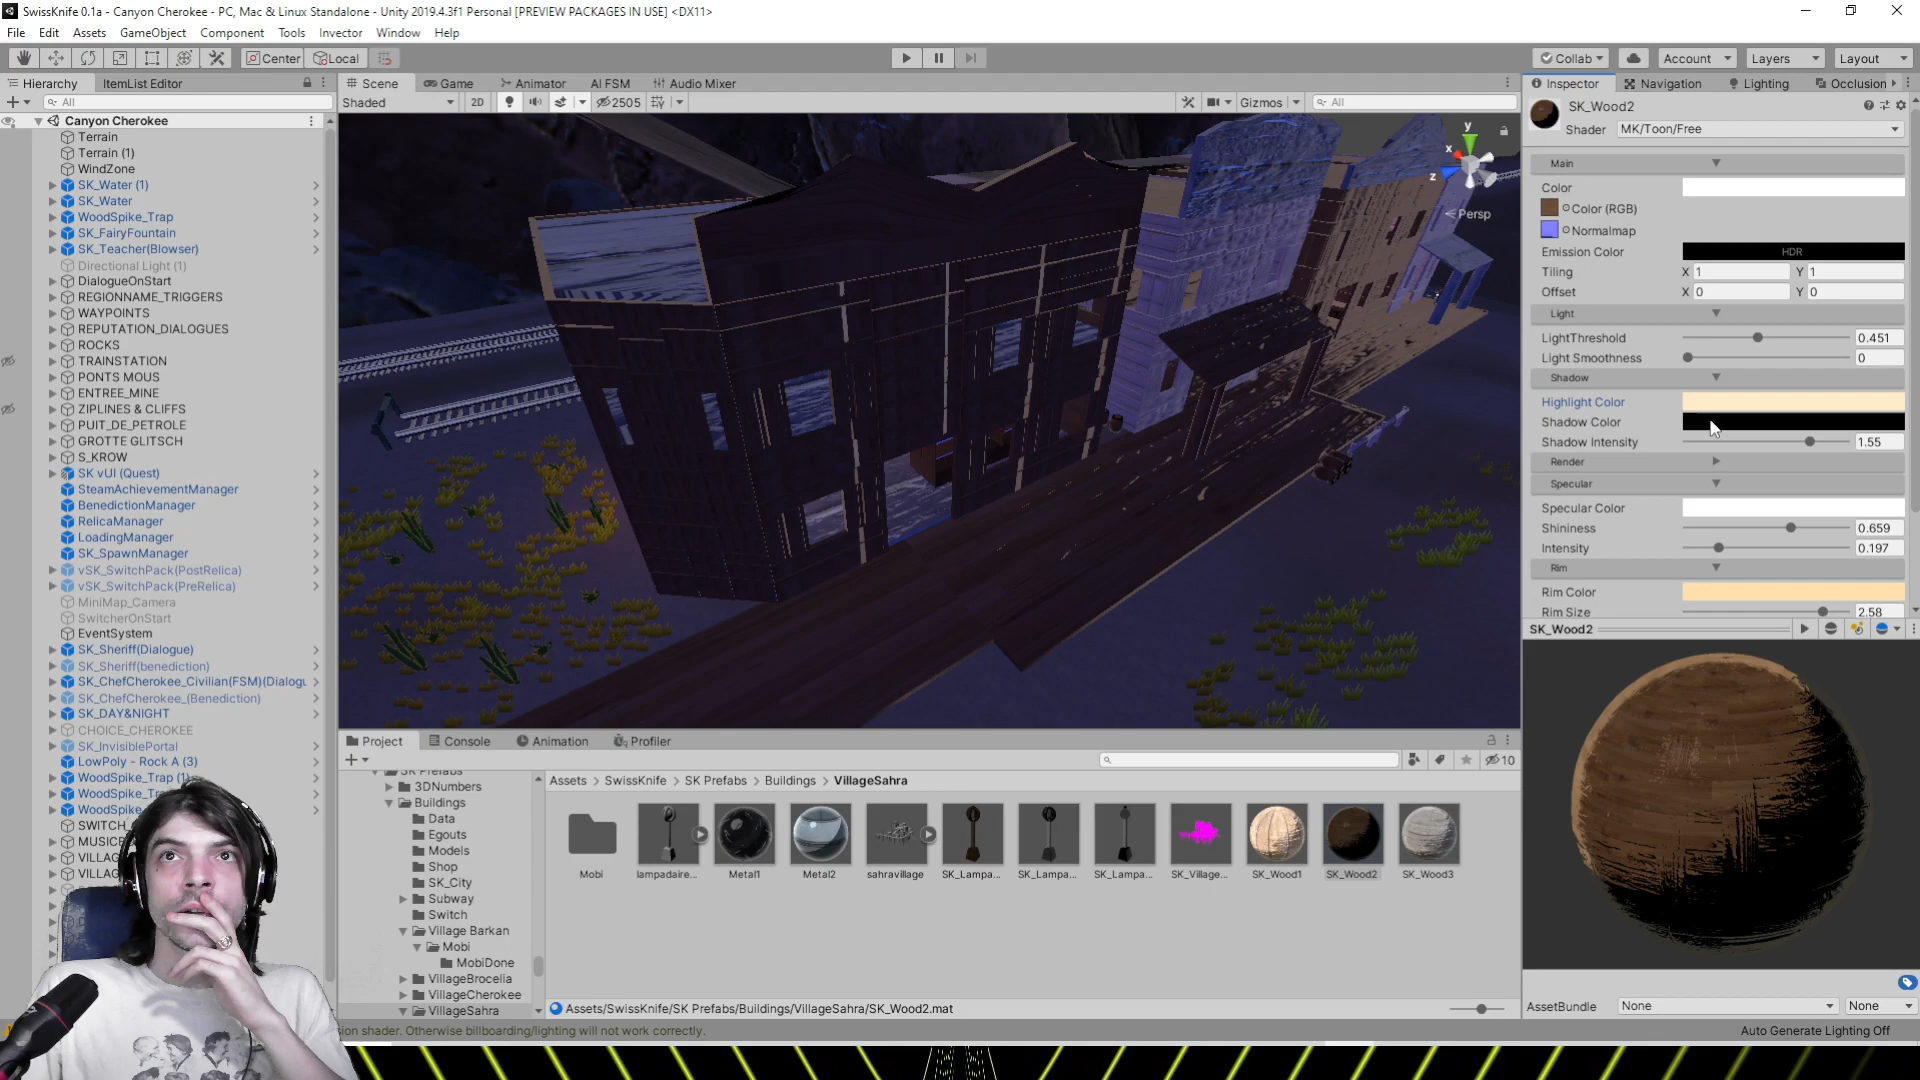 SwissKnife 0.1a - Canyon Cherokee - PC, Mac & Linux Standalone - Unity 2019.4.3f1 Personal [PREVIEW PACKAGES IN USE] <DX11>
File Edit Assets GameObject Component Tools Invector Window Help
Center Local Collab Account Layers Layout
Hierarchy ItemList Editor
All
Canyon Cherokee
Terrain
Terrain (1)
WindZone
SK_Water (1)
SK_Water
WoodSpike_Trap
SK_FairyFountain
SK_Teacher(Blowser)
Directional Light (1)
DialogueOnStart
REGIONNAME_TRIGGERS
WAYPOINTS
REPUTATION_DIALOGUES
ROCKS
TRAINSTATION
PONTS MOUS
ENTREE_MINE
ZIPLINES & CLIFFS
PUIT_DE_PETROLE
GROTTE GLITSCH
S_KROW
SK vUI (Quest)
SteamAchievementManager
BenedictionManager
RelicaManager
LoadingManager
SK_SpawnManager
vSK_SwitchPack(PostRelica)
vSK_SwitchPack(PreRelica)
MiniMap_Camera
SwitcherOnStart
EventSystem
SK_Sheriff(Dialogue)
SK_Sheriff(benediction)
SK_ChefCherokee_Civilian(FSM)(Dialogu
SK_ChefCherokee_(Benediction)
SK_DAY&NIGHT
CHOICE_CHEROKEE
SK_InvisiblePortal
LowPoly - Rock A (3)
WoodSpike_Trap (1)
WoodSpike_Tra
WoodSpike_
SWITCH_
MUSIC
VILLAG
VILLAG
Scene Game Animator AI FSM Audio Mixer
Shaded 2D 2505 Gizmos All
y
x
z
Persp
Project Console Animation Profiler
10
SK Prefabs
3DNumbers
Buildings
Data
Egouts
Models
Shop
SK_City
Subway
Switch
Village Barkan
Mobi
MobiDone
VillageBrocelia
VillageCherokee
VillageSahra
Assets > SwissKnife > SK Prefabs > Buildings > VillageSahra
Mobi lampadaire... Metal1 Metal2 sahravillage SK_Lampa... SK_Lampa... SK_Lampa... SK_Village... SK_Wood1 SK_Wood2 SK_Wood3
Assets/SwissKnife/SK Prefabs/Buildings/VillageSahra/SK_Wood2.mat
Inspector Navigation Lighting Occlusion
SK_Wood2
Shader MK/Toon/Free
Main
Color
Color (RGB)
Normalmap
Emission Color HDR
Tiling X 1 Y 1
Offset X 0 Y 0
Light
LightThreshold 0.451
Light Smoothness 0
Shadow
Highlight Color
Shadow Color
Shadow Intensity 1.55
Render
Specular
Specular Color
Shininess 0.659
Intensity 0.197
Rim
Rim Color
Rim Size 2.58
SK_Wood2
AssetBundle None None
sion shader. Otherwise billboarding/lighting will not work correctly.
Auto Generate Lighting Off